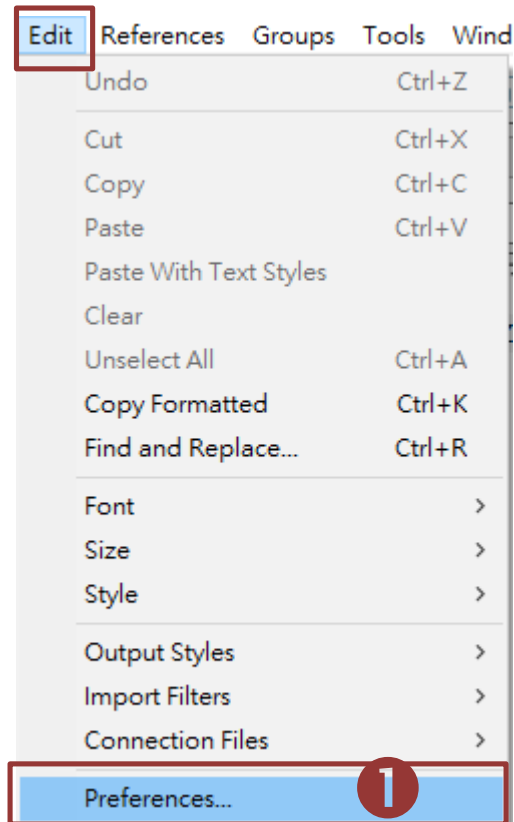 Edit References Groups Tools Wind
Undo Ctrl+Z
Cut Ctrl+X
Copy Ctrl+C
Paste Ctrl+V
Paste With Text Styles
Clear
Unselect All Ctrl+A
Copy Formatted Ctrl+K
Find and Replace... Ctrl+R
Font >
Size >
Style >
Output Styles >
Import Filters >
Connection Files >
Preferences... 1